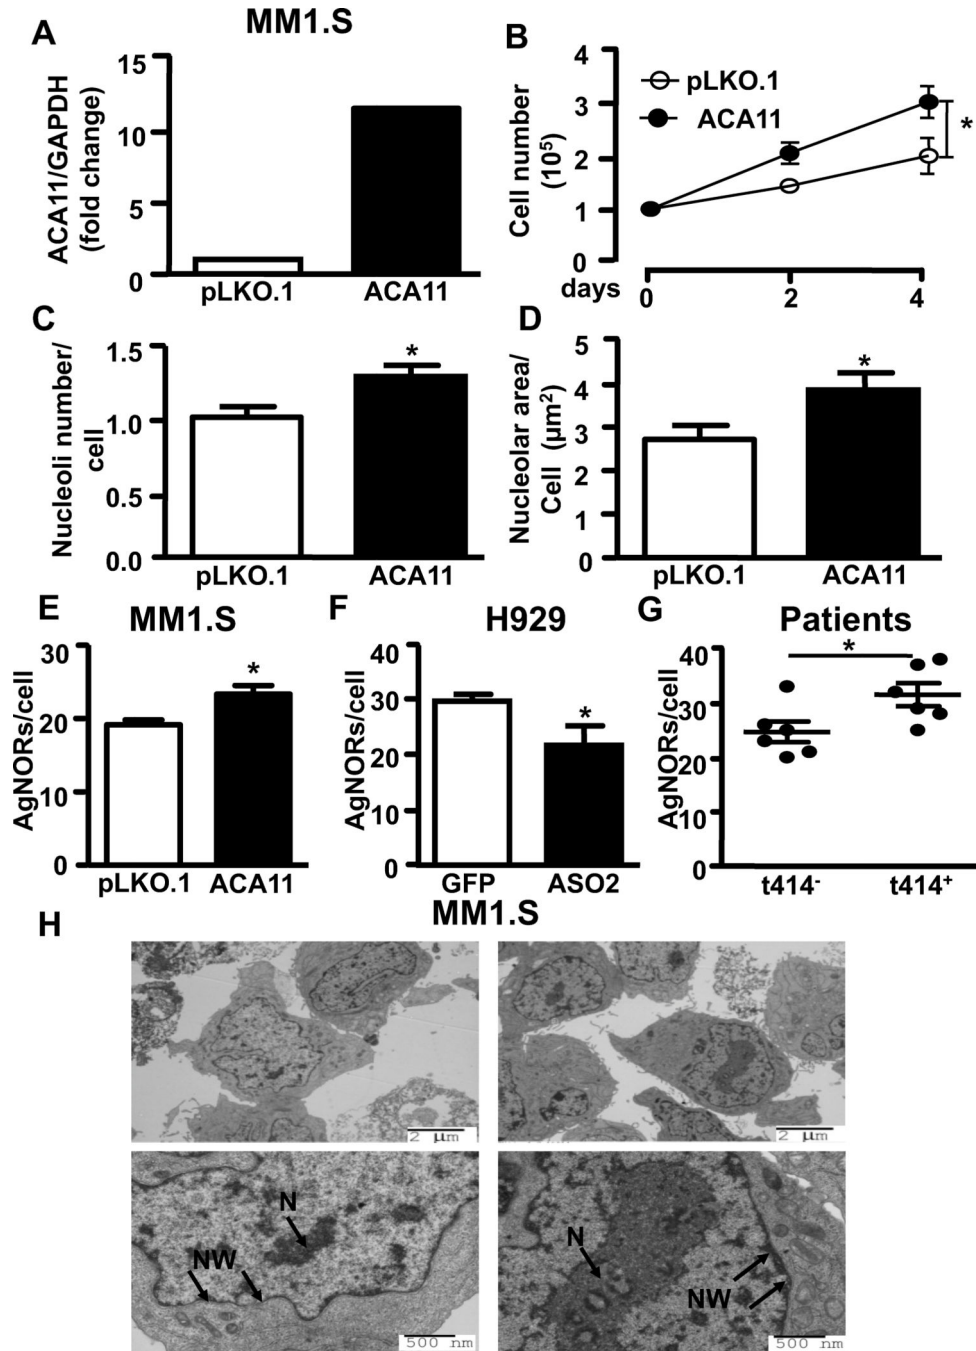 MM1.S
A
ACA11/GAPDH
(fold change)
15
10
5
0
pLKO.1
ACA11
B
Cell number
(10⁵)
4
3
2
1
0
pLKO.1
ACA11
*
days
0
2
4
C
Nucleoli number/
cell
1.5
1.0
0.5
0.0
*
pLKO.1
ACA11
D
Nucleolar area/
Cell (µm²)
5
4
3
2
1
0
*
pLKO.1
ACA11
E
MM1.S
AgNORs/cell
30
20
10
0
*
pLKO.1
ACA11
F
H929
AgNORs/cell
40
30
20
10
0
*
GFP
ASO2
G
Patients
AgNORs/cell
40
30
20
10
0
*
t414⁻
t414⁺
H
MM1.S
2 µm
2 µm
N
NW
500 nm
N
NW
500 nm